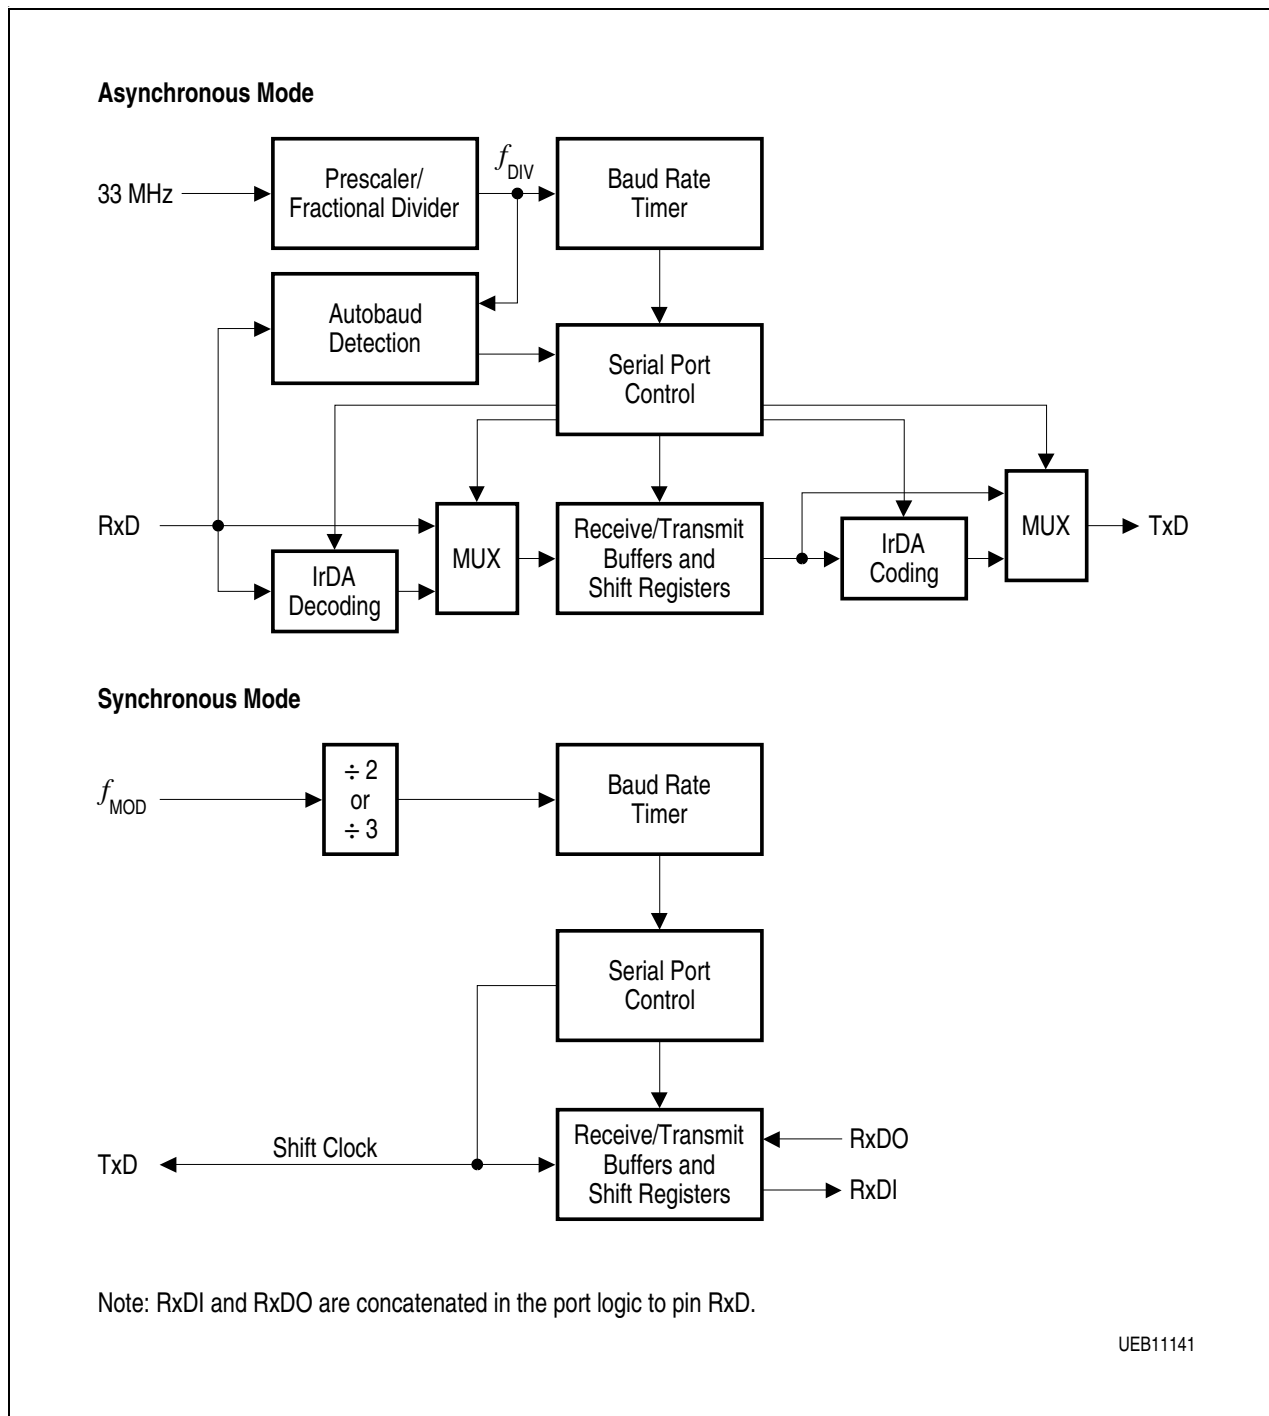 Asynchronous Mode
33 MHz
Prescaler/
Fractional Divider
fDIV
Baud Rate
Timer
Autobaud
Detection
Serial Port
Control
RxD
IrDA
Decoding
MUX
Receive/Transmit
Buffers and
Shift Registers
IrDA
Coding
MUX
TxD
Synchronous Mode
fMOD
÷ 2
or
÷ 3
Baud Rate
Timer
Serial Port
Control
TxD
Shift Clock
Receive/Transmit
Buffers and
Shift Registers
RxDO
RxDI
Note: RxDI and RxDO are concatenated in the port logic to pin RxD.
UEB11141